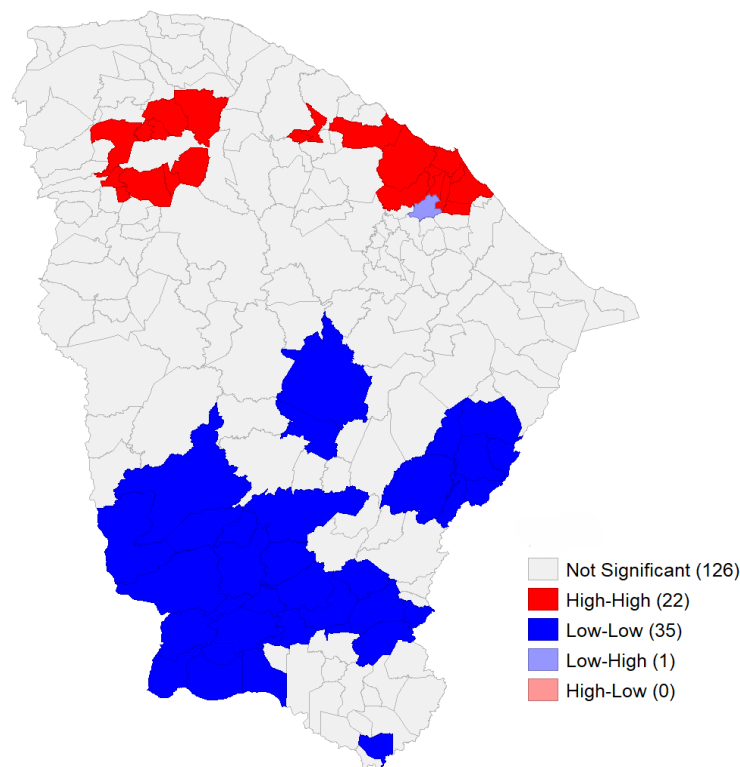 Not Significant (126)
High-High (22)
Low-Low (35)
Low-High (1)
High-Low (0)